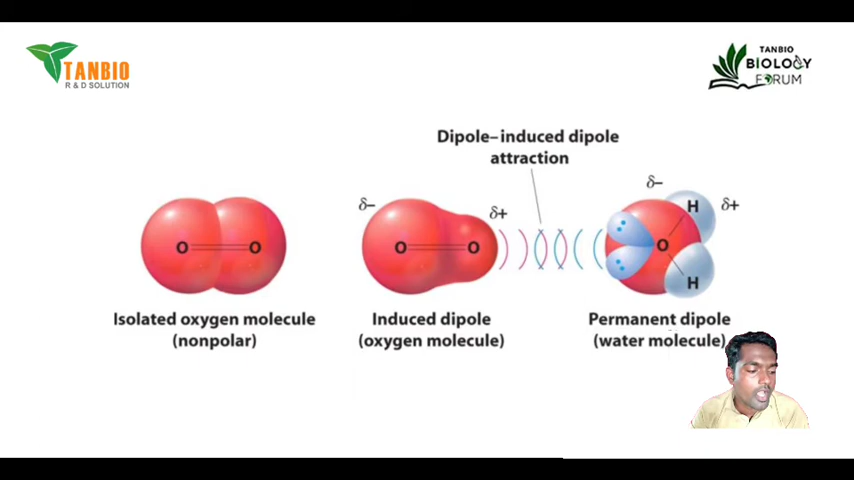 TANBIO
R & D SOLUTION
TANBIO
BIOLOGY
FORUM
Dipole–induced dipole
attraction
δ–
δ+
δ–
δ+
O
O
O
O
O
H
H
Isolated oxygen molecule
(nonpolar)
Induced dipole
(oxygen molecule)
Permanent dipole
(water molecule)